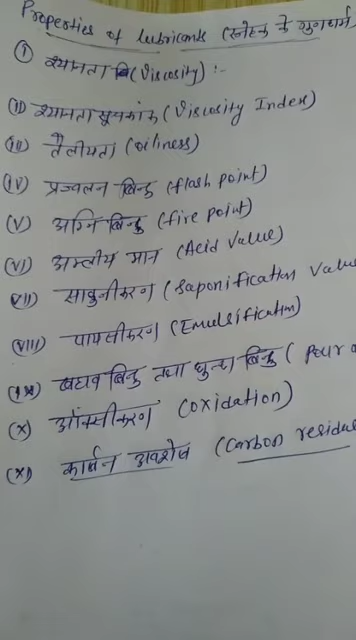 Properties of lubricants (स्नेहक के गुणधर्म
(I) श्यानता (Viscosity) :-
(II) श्यानता सूचकांक (Viscosity Index)
(III) तैलीयता (oiliness)
(IV) प्रज्वलन बिन्दु (flash point)
(V) अग्नि बिन्दु (fire point)
(VI) अम्लीय मान (Acid Value)
(VII) साबुनीकरण (Saponification Value
(VIII) पायसीकरण (Emulsification)
(IX) बहाव बिन्दु तथा धुन्ध बिन्दु (Pour
(X) ऑक्सीकरण (oxidation)
(XI) कार्बन अवशेष (Carbon residue